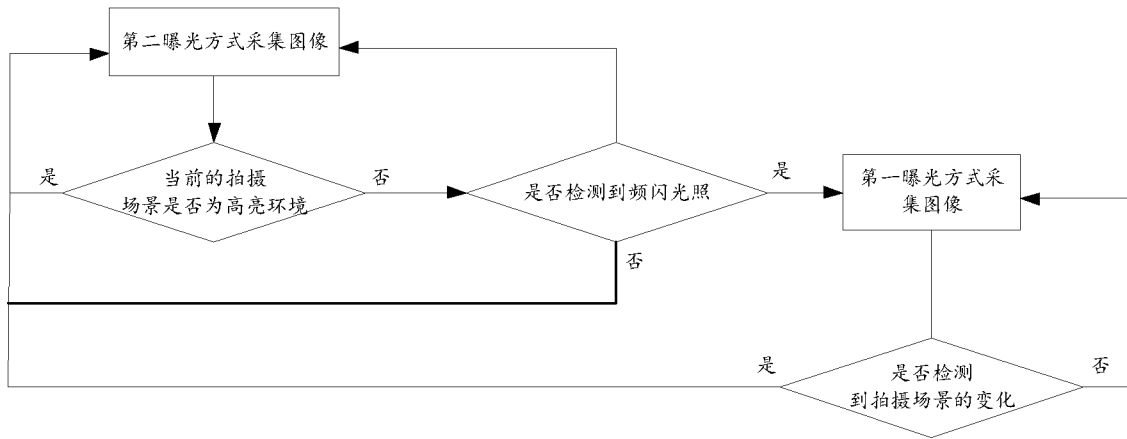 第二曝光方式采集图像
是
当前的拍摄
场景是否为高亮环境
否
是否检测到频闪光照
是
第一曝光方式采
集图像
否
是
是否检测
到拍摄场景的变化
否